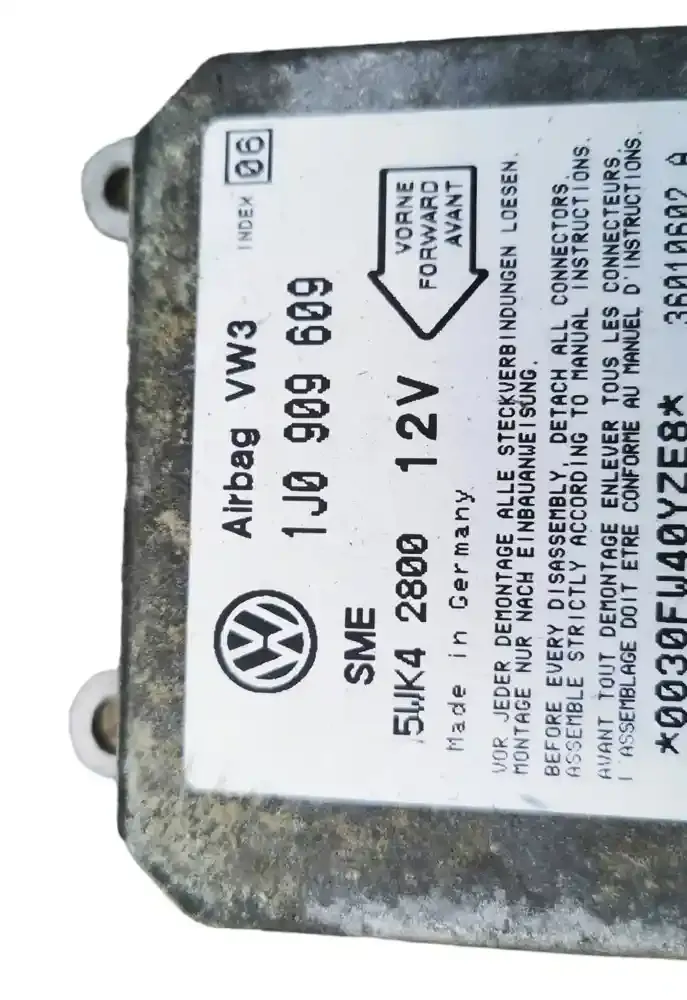 Airbag VW3
INDEX 06
1J0 909 609
SME
5WK4 2800 12V
VORNE
FORWARD
AVANT
Made in Germany
VOR JEDER DEMONTAGE ALLE STECKVERBINDUNGEN LOESEN.
MONTAGE NUR NACH EINBAUANWEISUNG.
BEFORE EVERY DISASSEMBLY, DETACH ALL CONNECTORS.
ASSEMBLE STRICTLY ACCORDING TO MANUAL INSTRUCTIONS.
AVANT TOUT DEMONTAGE ENLEVER TOUS LES CONNECTEURS.
L'ASSEMBLAGE DOIT ETRE CONFORME AU MANUEL D'INSTRUCTIONS.
*0030FW40YZE8* 36010602 A